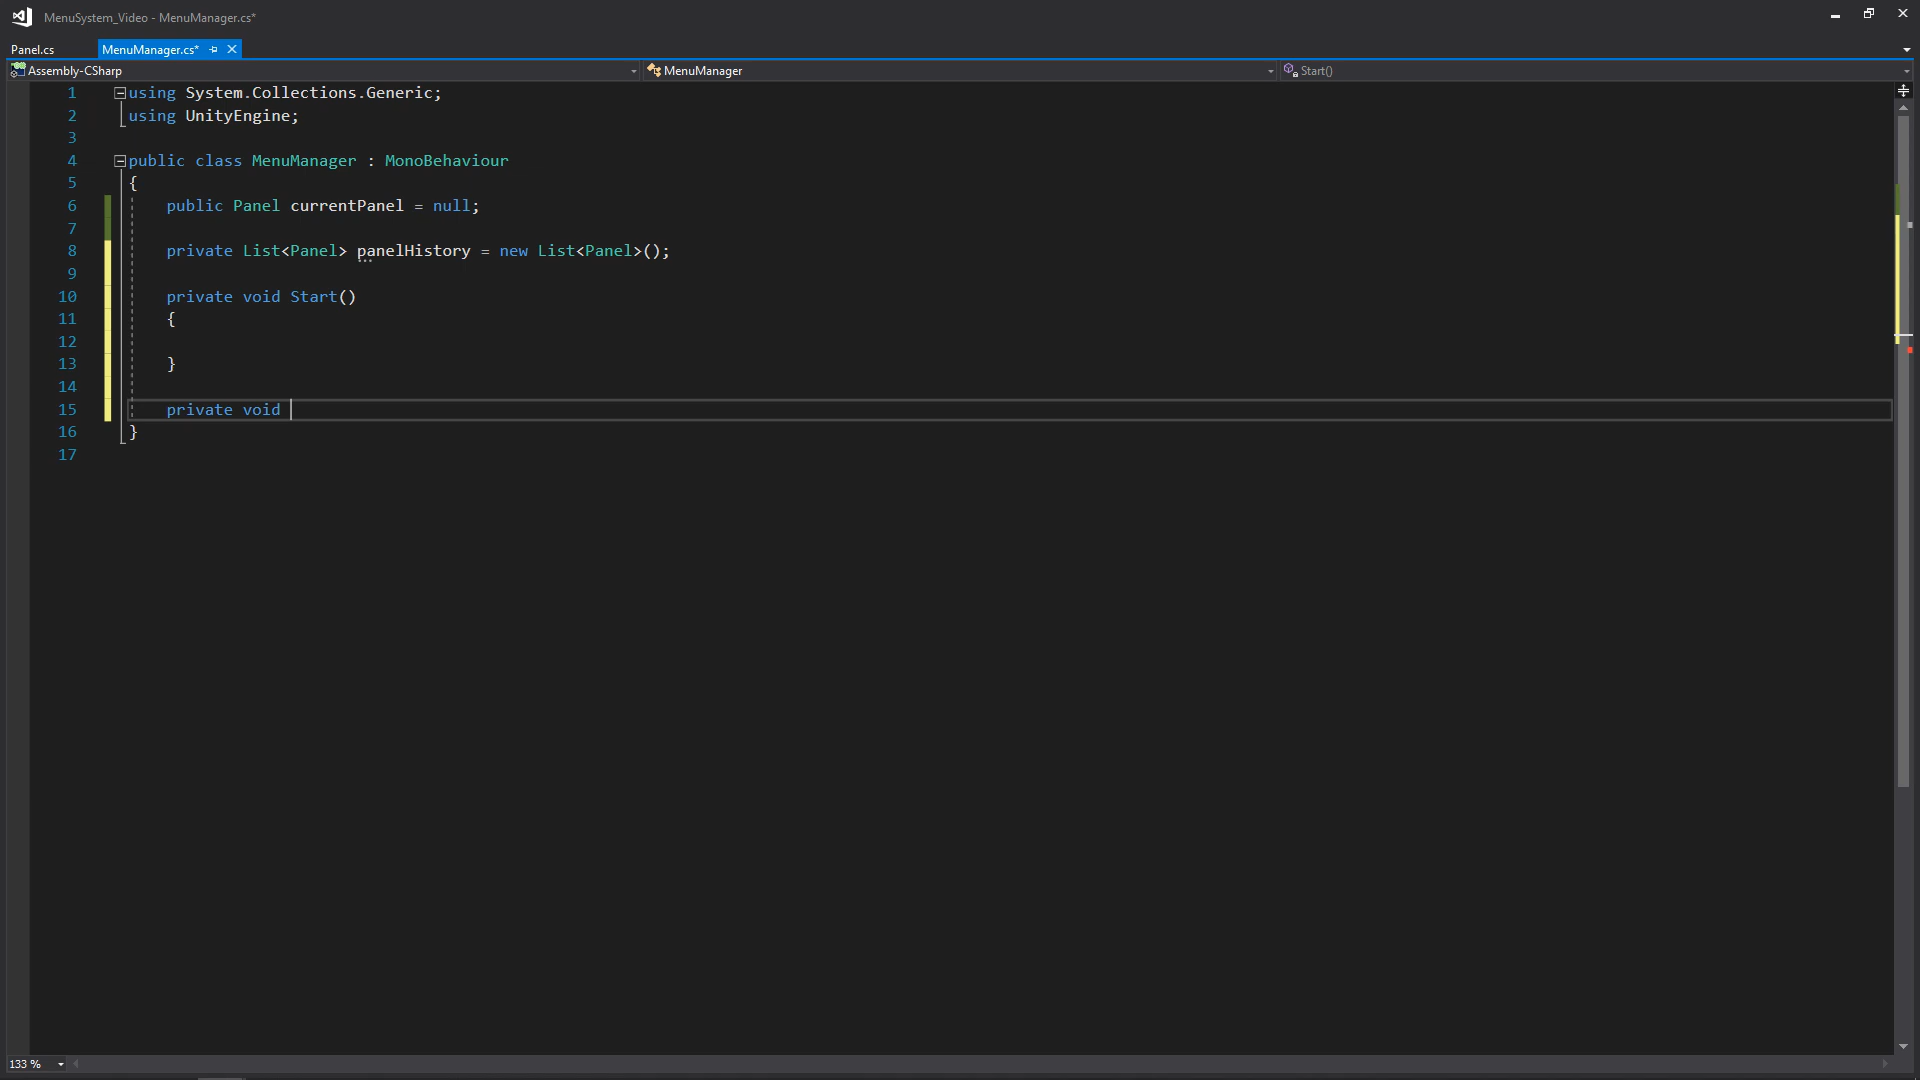 MenuSystem_Video - MenuManager.cs*
Panel.cs
MenuManager.cs*
Assembly-CSharp
MenuManager
Start()
1 using System.Collections.Generic;
2 using UnityEngine;
3
4 public class MenuManager : MonoBehaviour
5 {
6 public Panel currentPanel = null;
7
8 private List<Panel> panelHistory = new List<Panel>();
9
10 private void Start()
11 {
12
13 }
14
15 private void
16 }
17
133 %